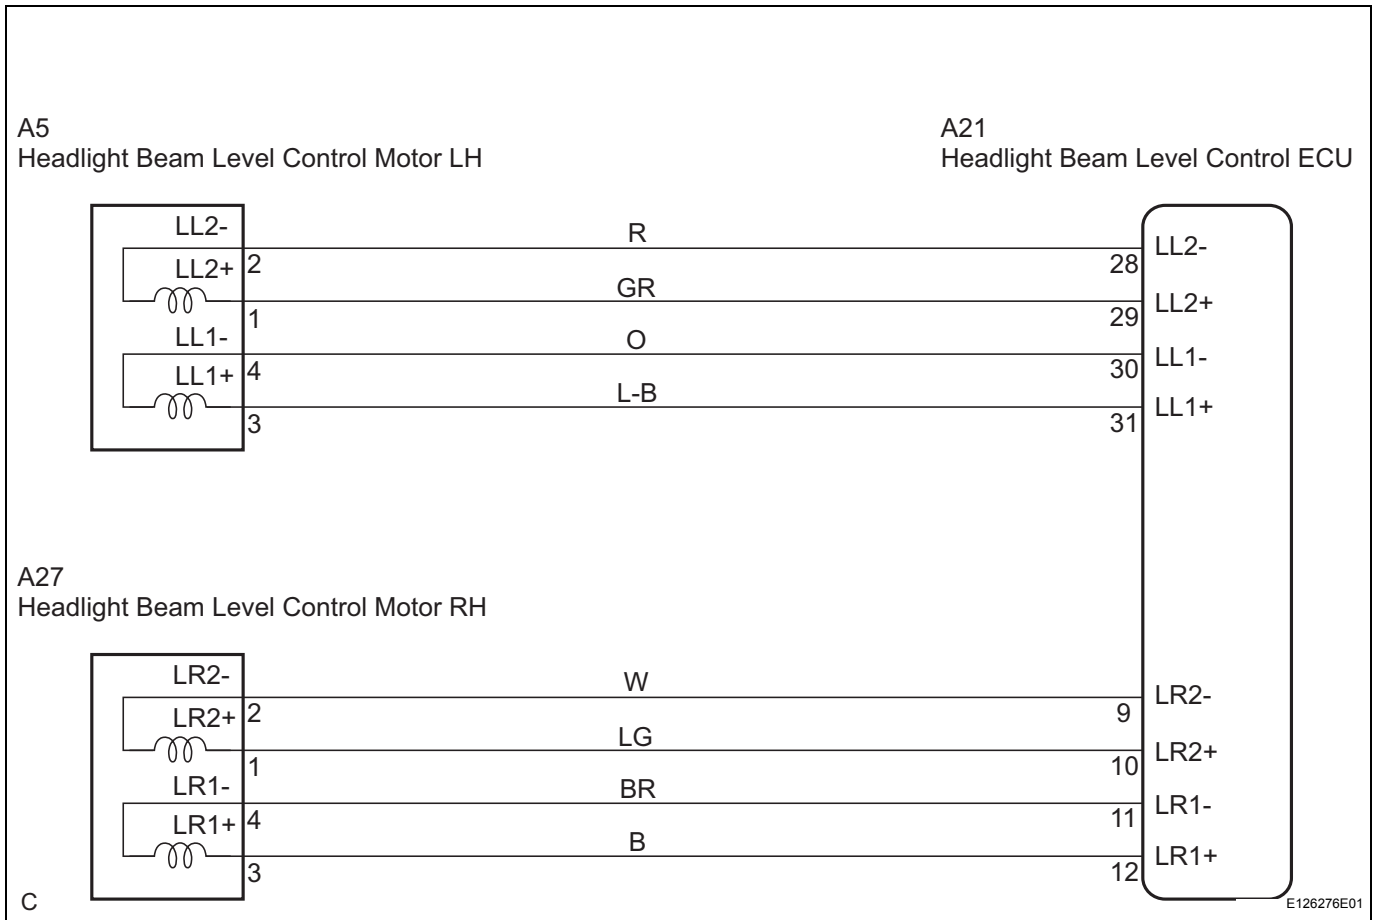 A5
Headlight Beam Level Control Motor LH
A21
Headlight Beam Level Control ECU
LL2-
R
LL2-
2
28
LL2+
GR
LL2+
1
29
LL1-
O
LL1-
4
30
LL1+
L-B
LL1+
3
31
A27
Headlight Beam Level Control Motor RH
LR2-
W
LR2-
2
9
LR2+
LG
LR2+
1
10
LR1-
BR
LR1-
4
11
LR1+
B
LR1+
3
12
C
E126276E01